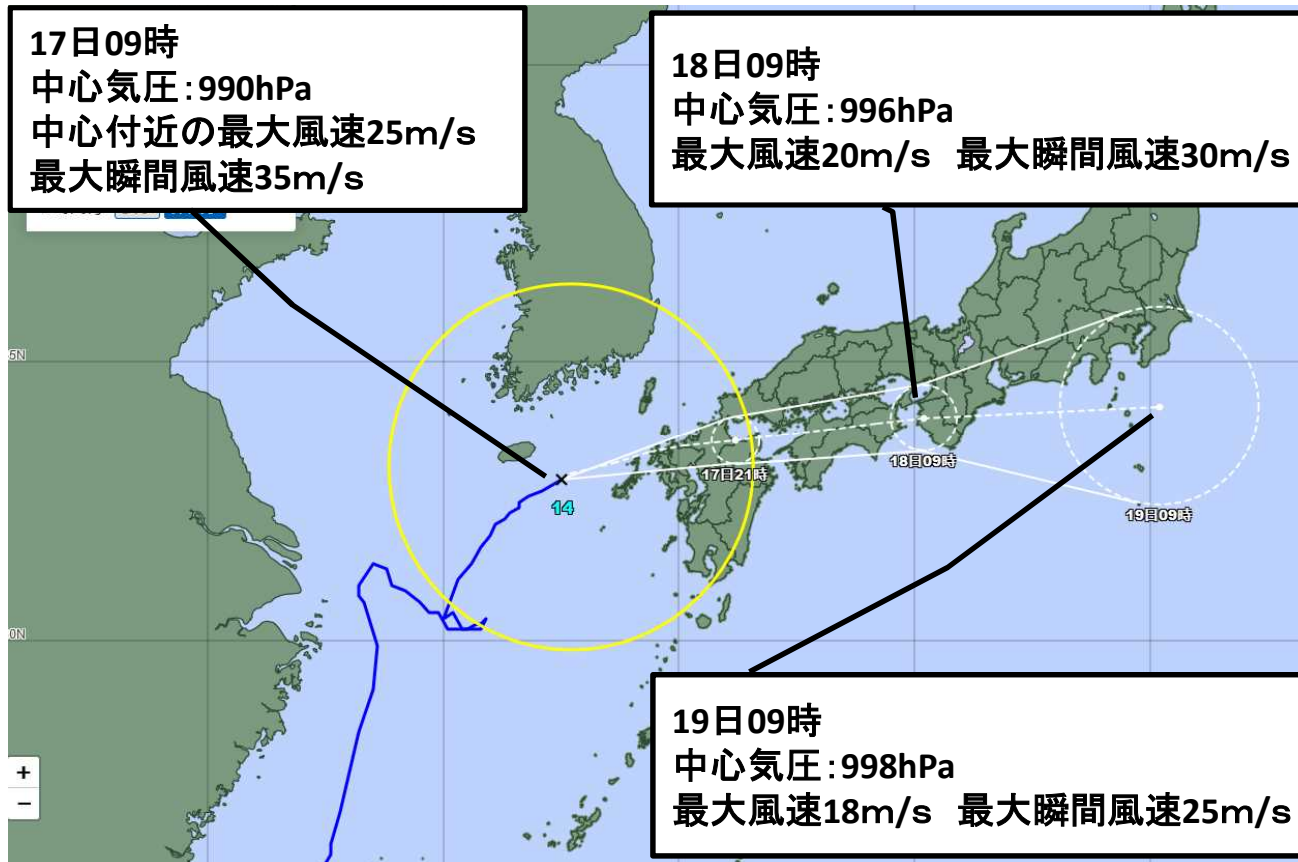 17日09時
中心気圧：990hPa
中心付近の最大風速25m/s
最大瞬間風速35m/s
18日09時
中心気圧：996hPa
最大風速20m/s　最大瞬間風速30m/s
5N
17日21時
18日09時
14
19日09時
0N
19日09時
中心気圧：998hPa
最大風速18m/s　最大瞬間風速25m/s
+
−